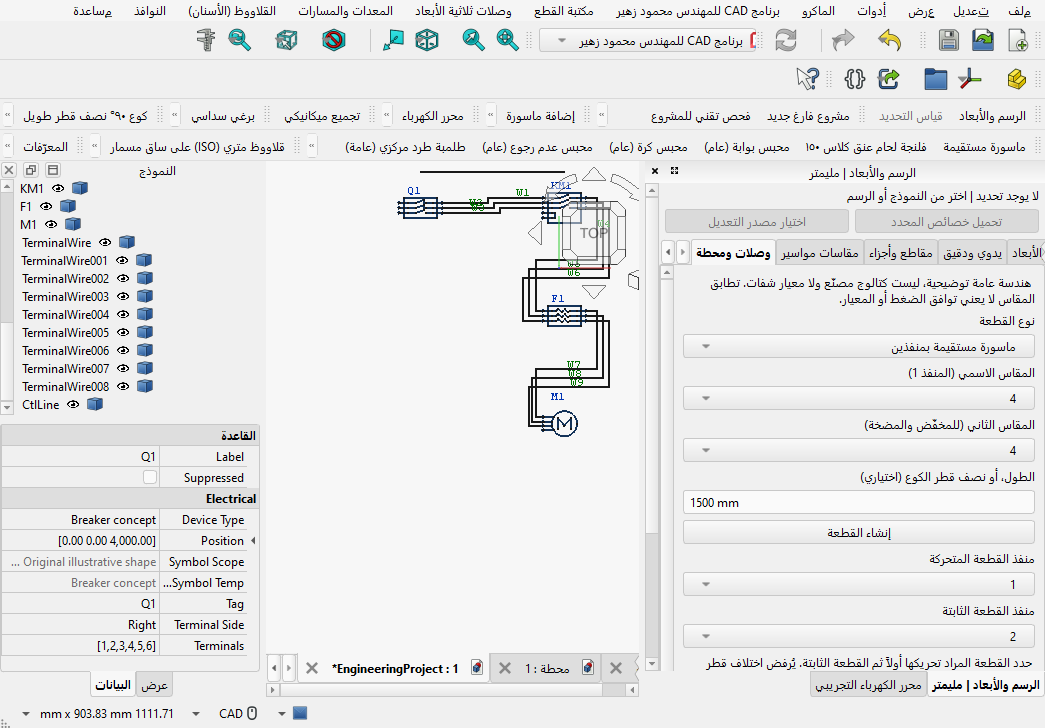 ملف تعديل عرض أدوات الماكرو برنامج CAD للمهندس محمود زهير مكتبة القطع وصلات ثلاثية الأبعاد القلاووظ (الأسنان) المعدات والمسارات النوافذ مساعدة
برنامج CAD للمهندس محمود زهير
الرسم والأبعاد قياس التحديد مشروع فارغ جديد فحص تقني للمشروع إضافة ماسورة محرر الكهرباء تجميع ميكانيكي برغي سداسي كوع ٩٠° نصف قطر طويل
ماسورة مستقيمة فلنجة لحام عنق كلاس ١٥٠ محبس بوابة (عام) محبس كرة (عام) محبس عدم رجوع (عام) طلمبة طرد مركزي (عامة) قلاووظ متري (ISO) على ساق مسمار المعرّفات
النموذج
KM1
F1
M1
TerminalWire
TerminalWire001
TerminalWire002
TerminalWire003
TerminalWire004
TerminalWire005
TerminalWire006
TerminalWire007
TerminalWire008
CtlLine
القاعدة
Label Q1
Suppressed
Electrical
Device Type Breaker concept
Position [0.00 0.00 4,000.00]
Symbol Scope Original illustrative shape ...
Symbol Temp... Breaker concept
Tag Q1
Terminal Side Right
Terminals [1,2,3,4,5,6]
عرض البيانات
Q1
W1
KM1
W2
W3
TOP
W6
F1
W7
W8
W9
M1
M
*EngineeringProject : 1
محطة : 1
الرسم والأبعاد | مليمتر
لا يوجد تحديد | اختر من النموذج أو الرسم
تحميل خصائص المحدد اختيار مصدر التعديل
الأبعاد يدوي ودقيق مقاطع وأجزاء مقاسات مواسير وصلات ومحطة
هندسة عامة توضيحية، ليست كتالوج مصنّع ولا معيار شفات. تطابق
المقاس لا يعني توافق الضغط أو المعيار.
نوع القطعة
ماسورة مستقيمة بمنفذين
المقاس الاسمي (المنفذ 1)
4
المقاس الثاني (للمخفّض والمضخة)
4
الطول، أو نصف قطر الكوع (اختياري)
1500 mm
إنشاء القطعة
منفذ القطعة المتحركة
1
منفذ القطعة الثابتة
2
حدد القطعة المراد تحريكها أولاً ثم القطعة الثابتة. يُرفض اختلاف قطر
الرسم والأبعاد | مليمتر محرر الكهرباء التجريبي
mm x 903.83 mm 1111.71 CAD